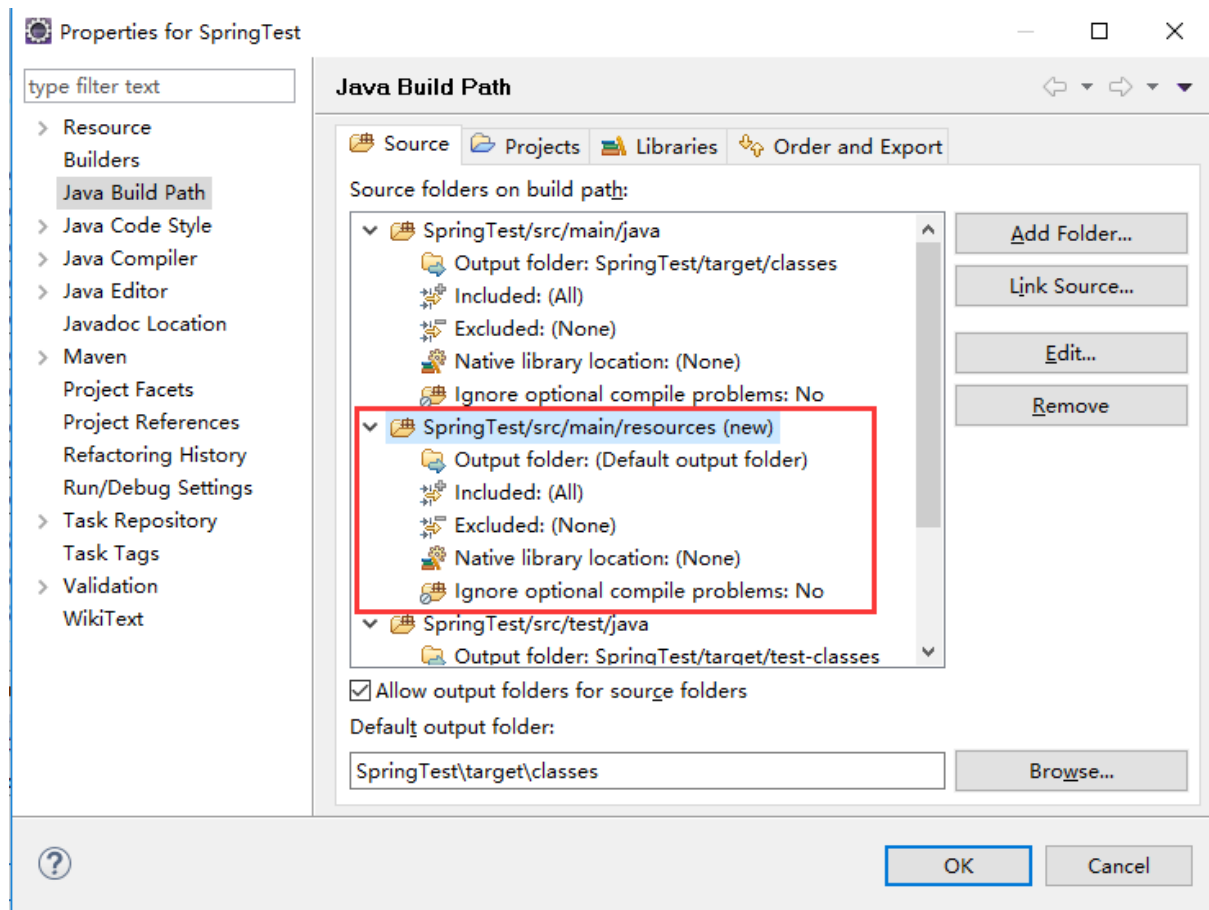 Properties for SpringTest
type filter text
Resource
Builders
Java Build Path
Java Code Style
Java Compiler
Java Editor
Javadoc Location
Maven
Project Facets
Project References
Refactoring History
Run/Debug Settings
Task Repository
Task Tags
Validation
WikiText
Java Build Path
Source Projects Libraries Order and Export
Source folders on build path:
SpringTest/src/main/java
Output folder: SpringTest/target/classes
Included: (All)
Excluded: (None)
Native library location: (None)
Ignore optional compile problems: No
SpringTest/src/main/resources (new)
Output folder: (Default output folder)
Included: (All)
Excluded: (None)
Native library location: (None)
Ignore optional compile problems: No
SpringTest/src/test/java
Output folder: SpringTest/target/test-classes
Add Folder...
Link Source...
Edit...
Remove
Allow output folders for source folders
Default output folder:
SpringTest\target\classes
Browse...
OK Cancel